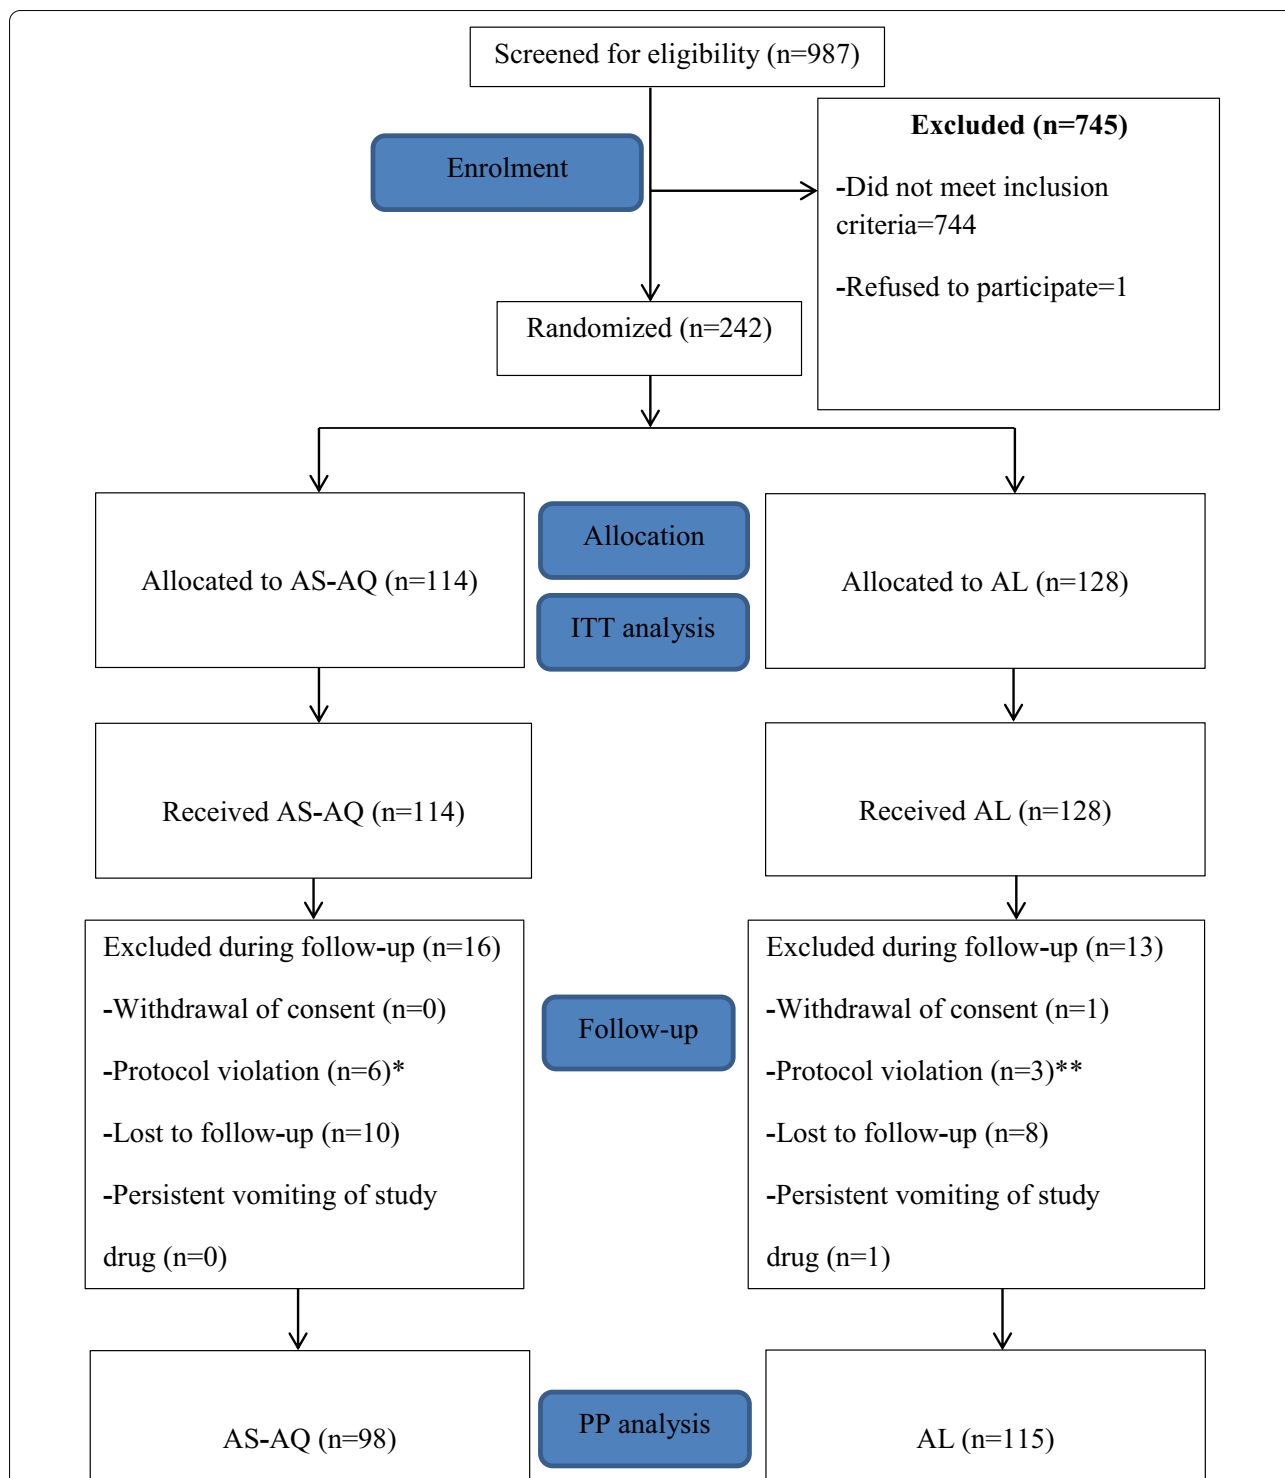 Screened for eligibility (n=987)
Enrolment
Excluded (n=745)
-Did not meet inclusion
criteria=744
-Refused to participate=1
Randomized (n=242)
Allocated to AS-AQ (n=114)
Allocation
ITT analysis
Allocated to AL (n=128)
Received AS-AQ (n=114)
Received AL (n=128)
Excluded during follow-up (n=16)
-Withdrawal of consent (n=0)
-Protocol violation (n=6)*
-Lost to follow-up (n=10)
-Persistent vomiting of study
drug (n=0)
Follow-up
Excluded during follow-up (n=13)
-Withdrawal of consent (n=1)
-Protocol violation (n=3)**
-Lost to follow-up (n=8)
-Persistent vomiting of study
drug (n=1)
AS-AQ (n=98)
PP analysis
AL (n=115)